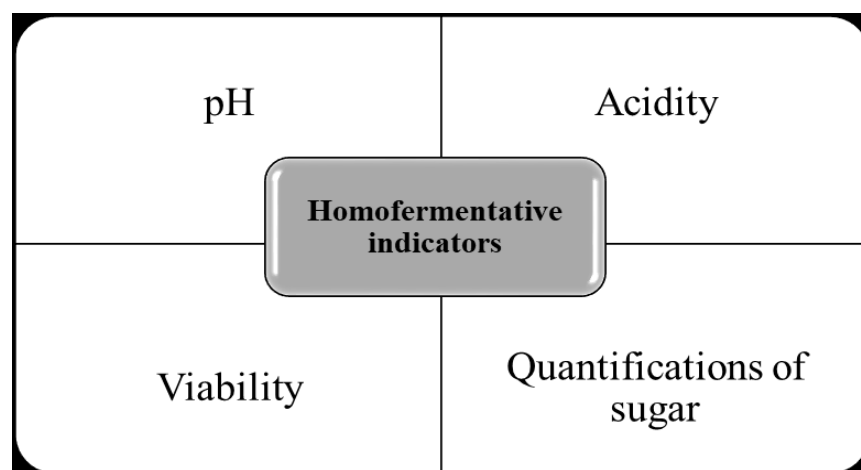 pH
Acidity
Homofermentative
indicators
Viability
Quantifications of
sugar